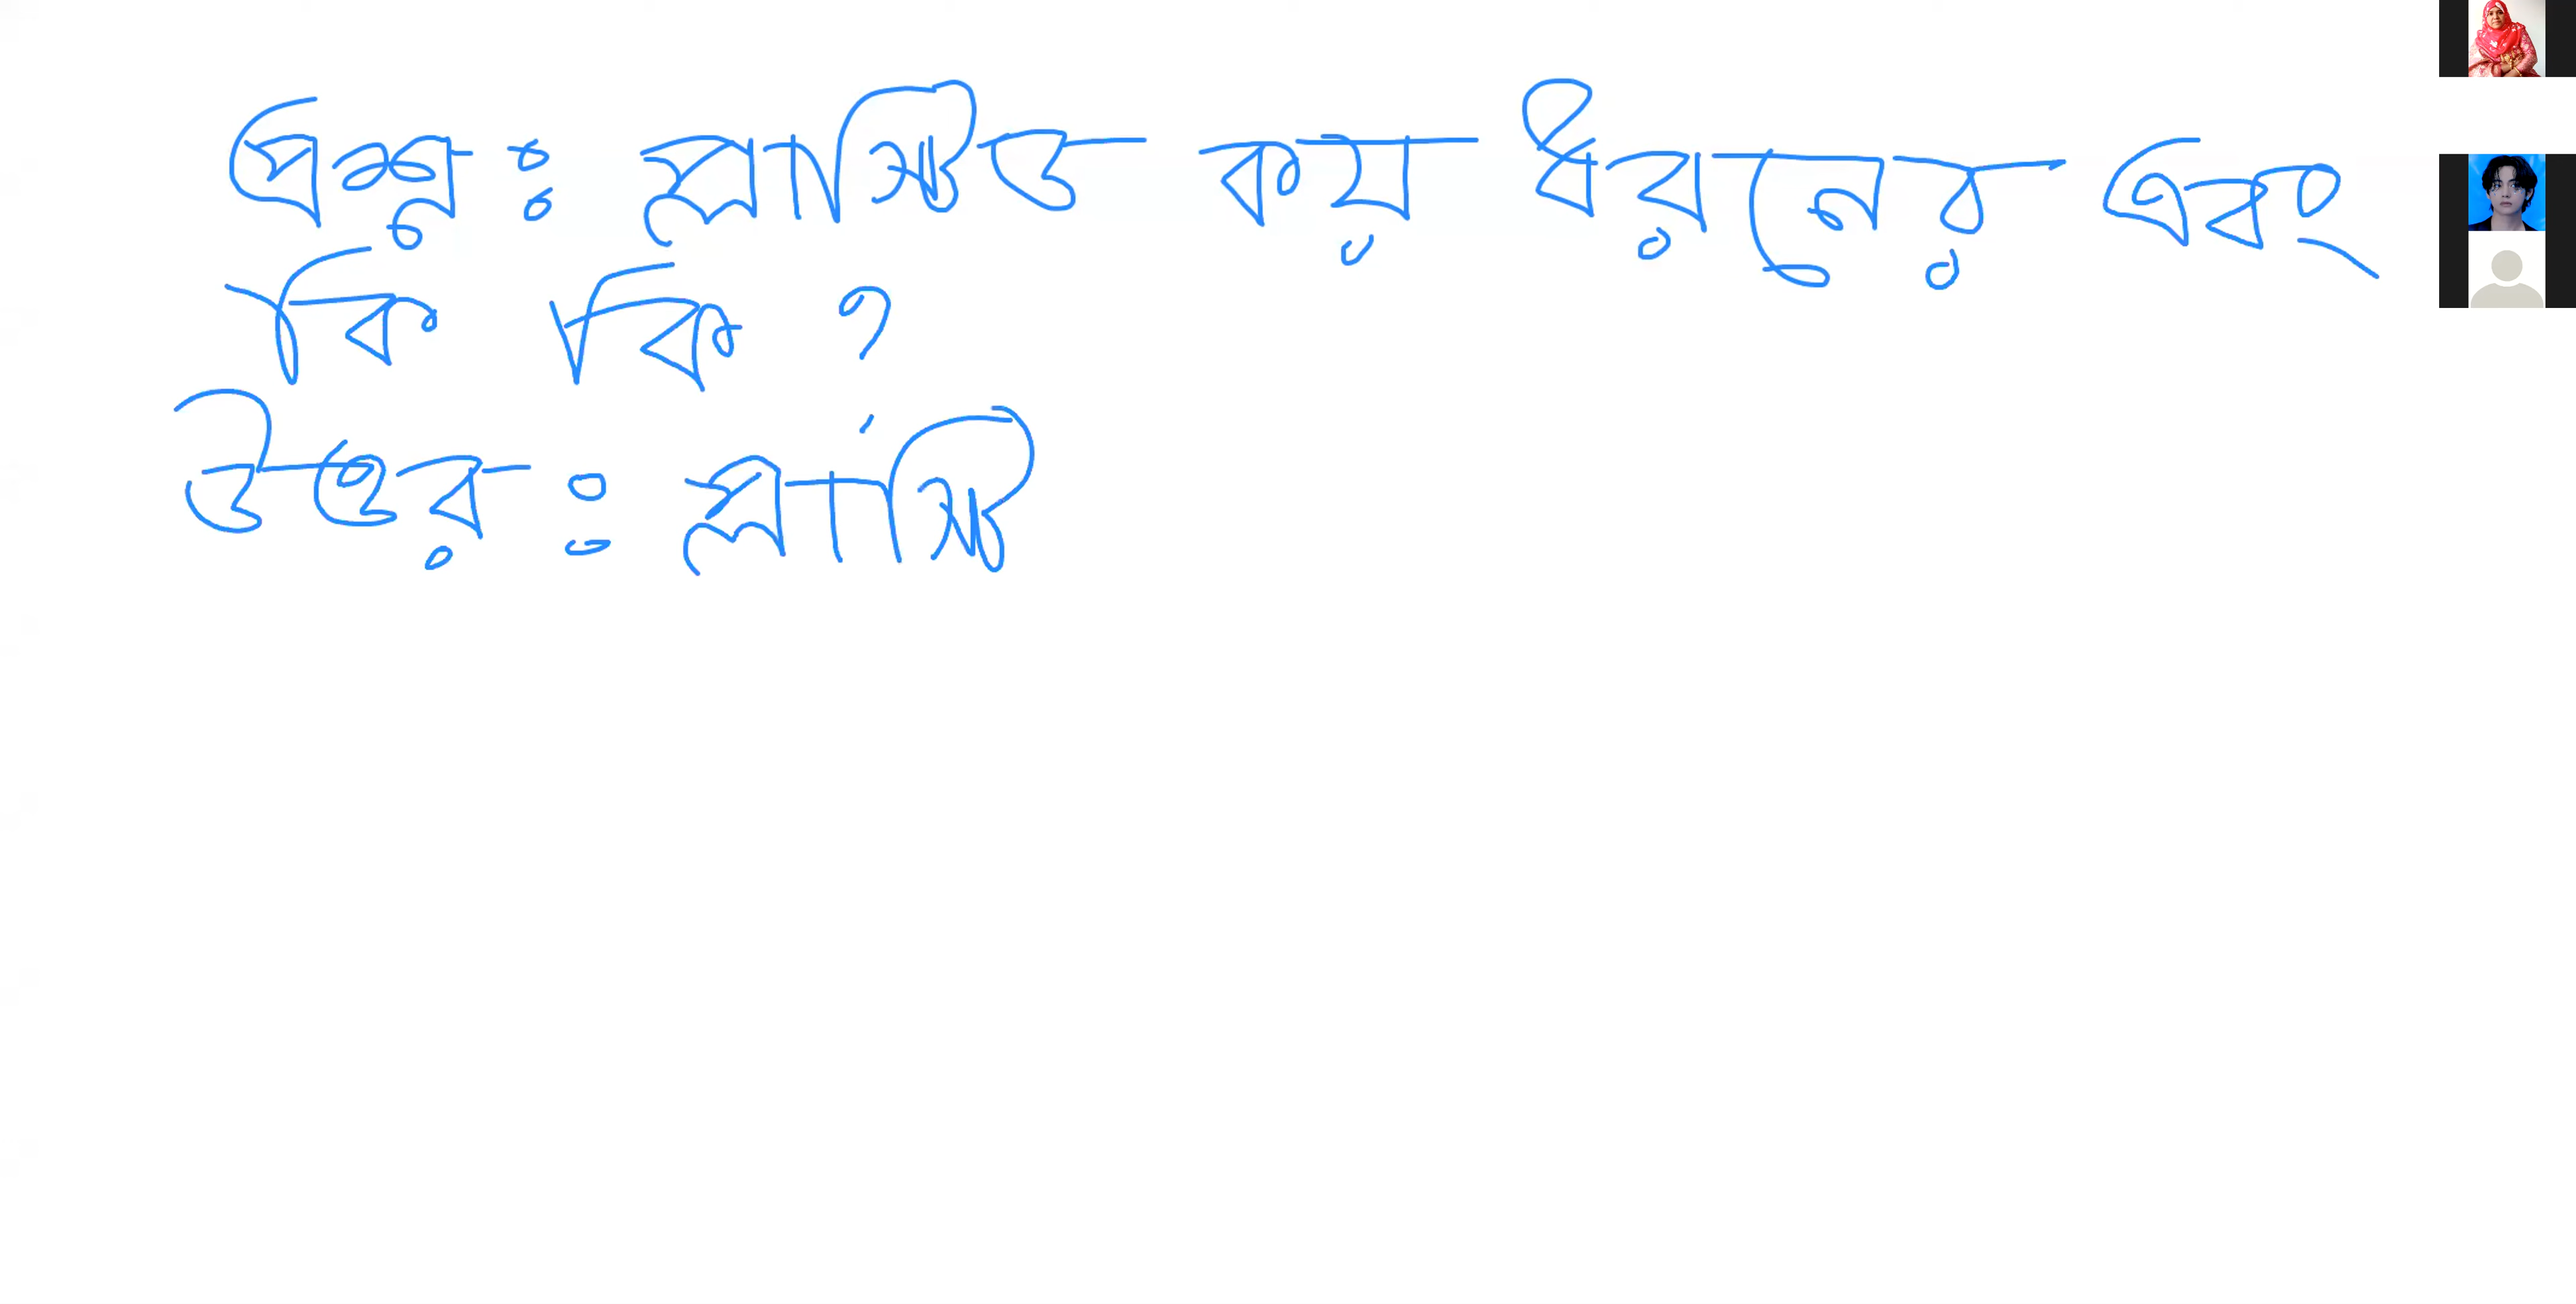 প্রশ্ন : প্লাস্টিড কয় ধরনের এবং
কি কি ?
উত্তর : প্লাস্টি